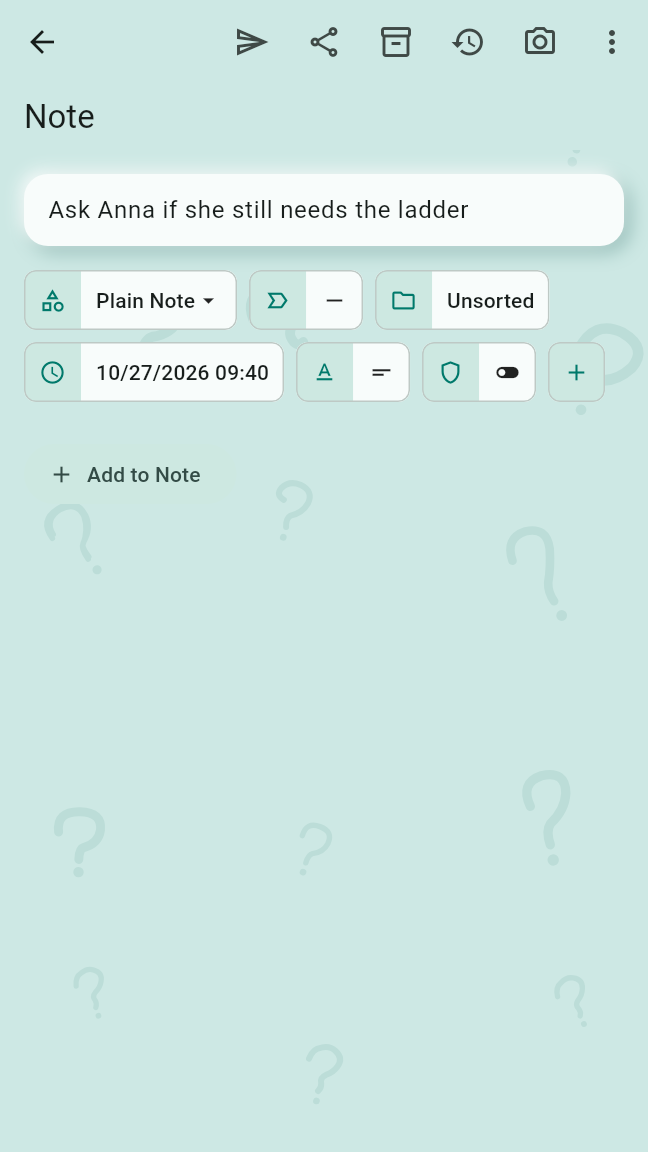 Note
Ask Anna if she still needs the ladder
Plain Note
Unsorted
10/27/2026 09:40
Add to Note